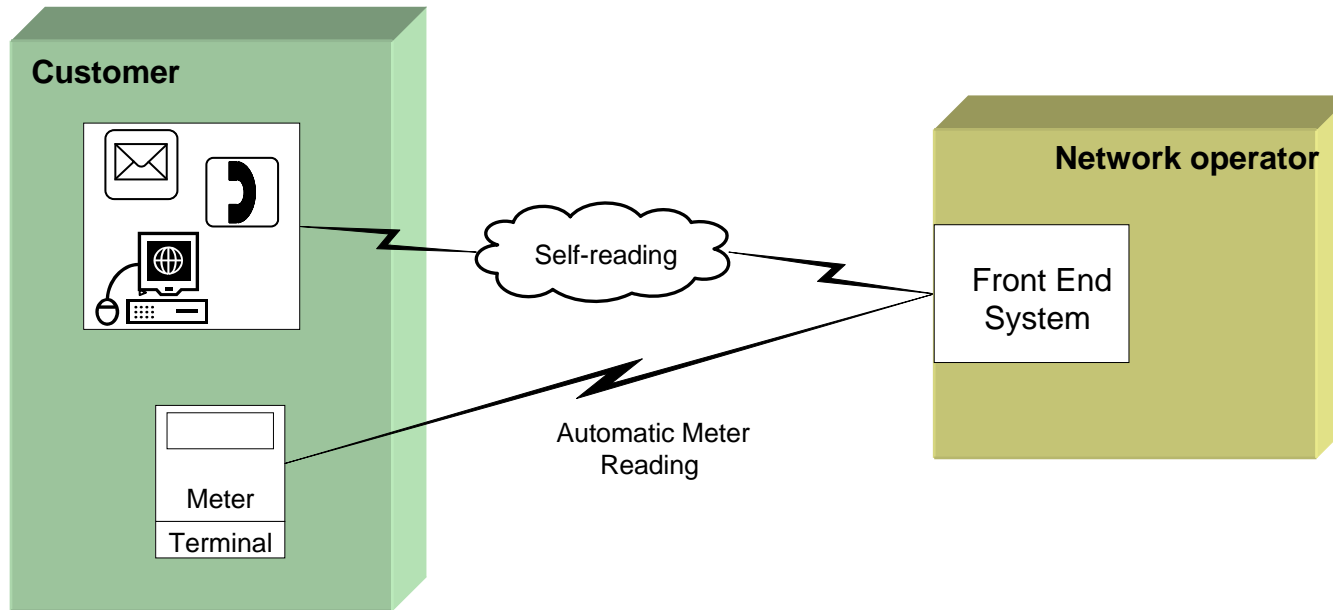 Customer
Network operator
Self-reading
Front End
System
Automatic Meter
Reading
Meter
Terminal